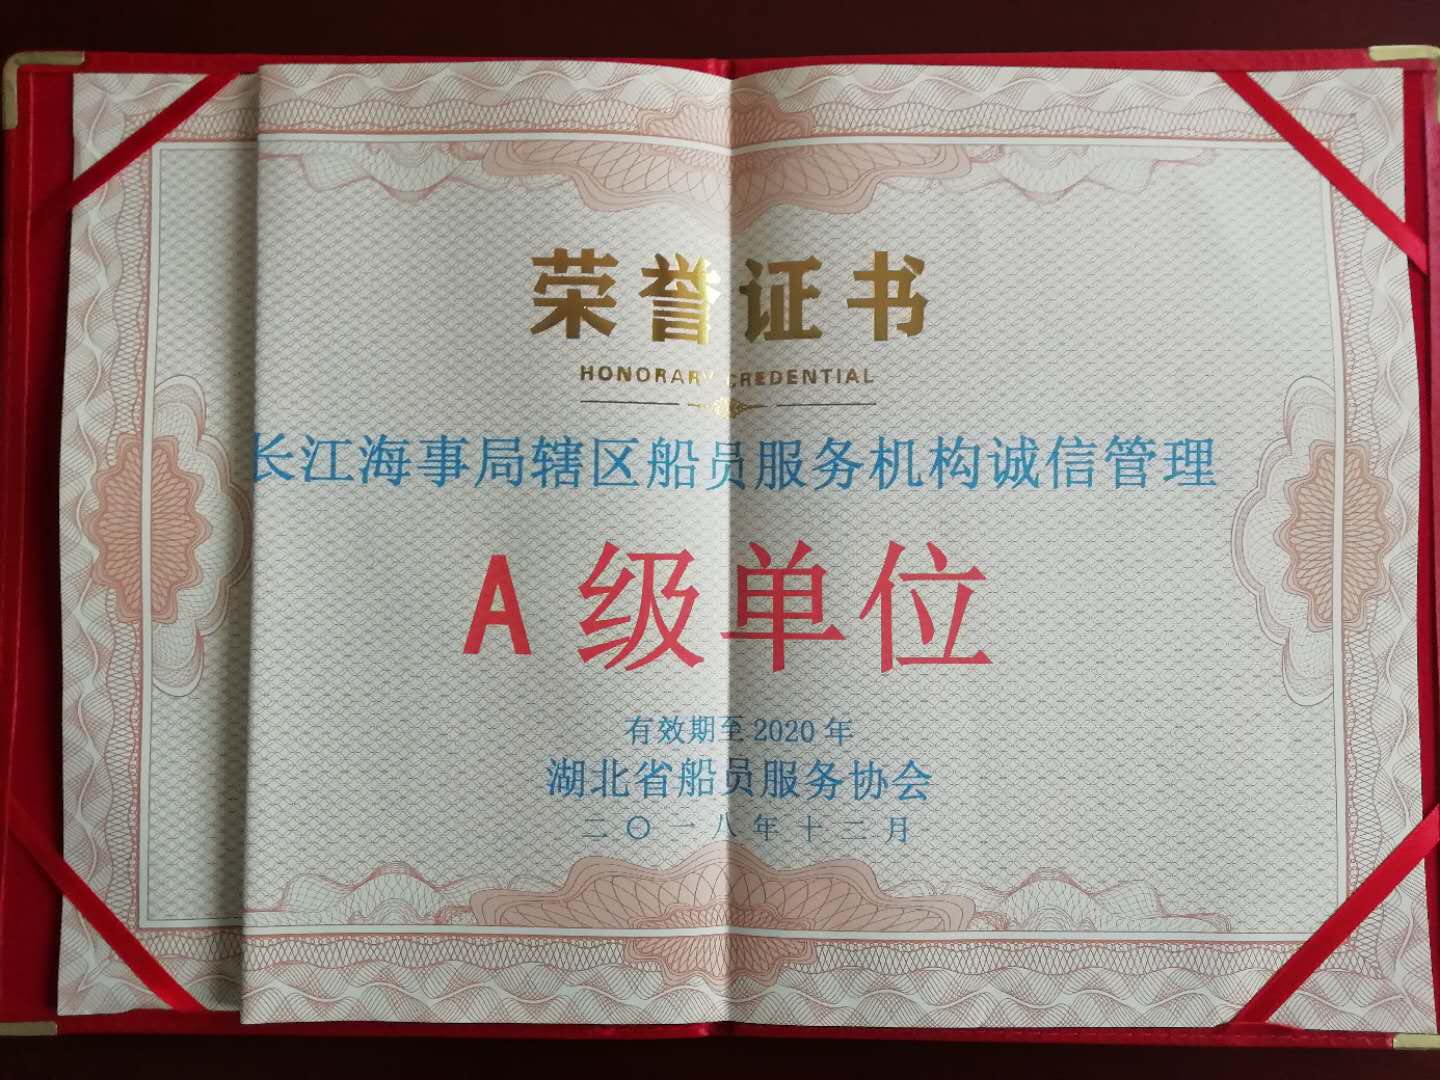 荣誉证书
HONORARY CREDENTIAL
长江海事局辖区船员服务机构诚信管理
A级单位
有效期至2020年
湖北省船员服务协会
二〇一八年十二月